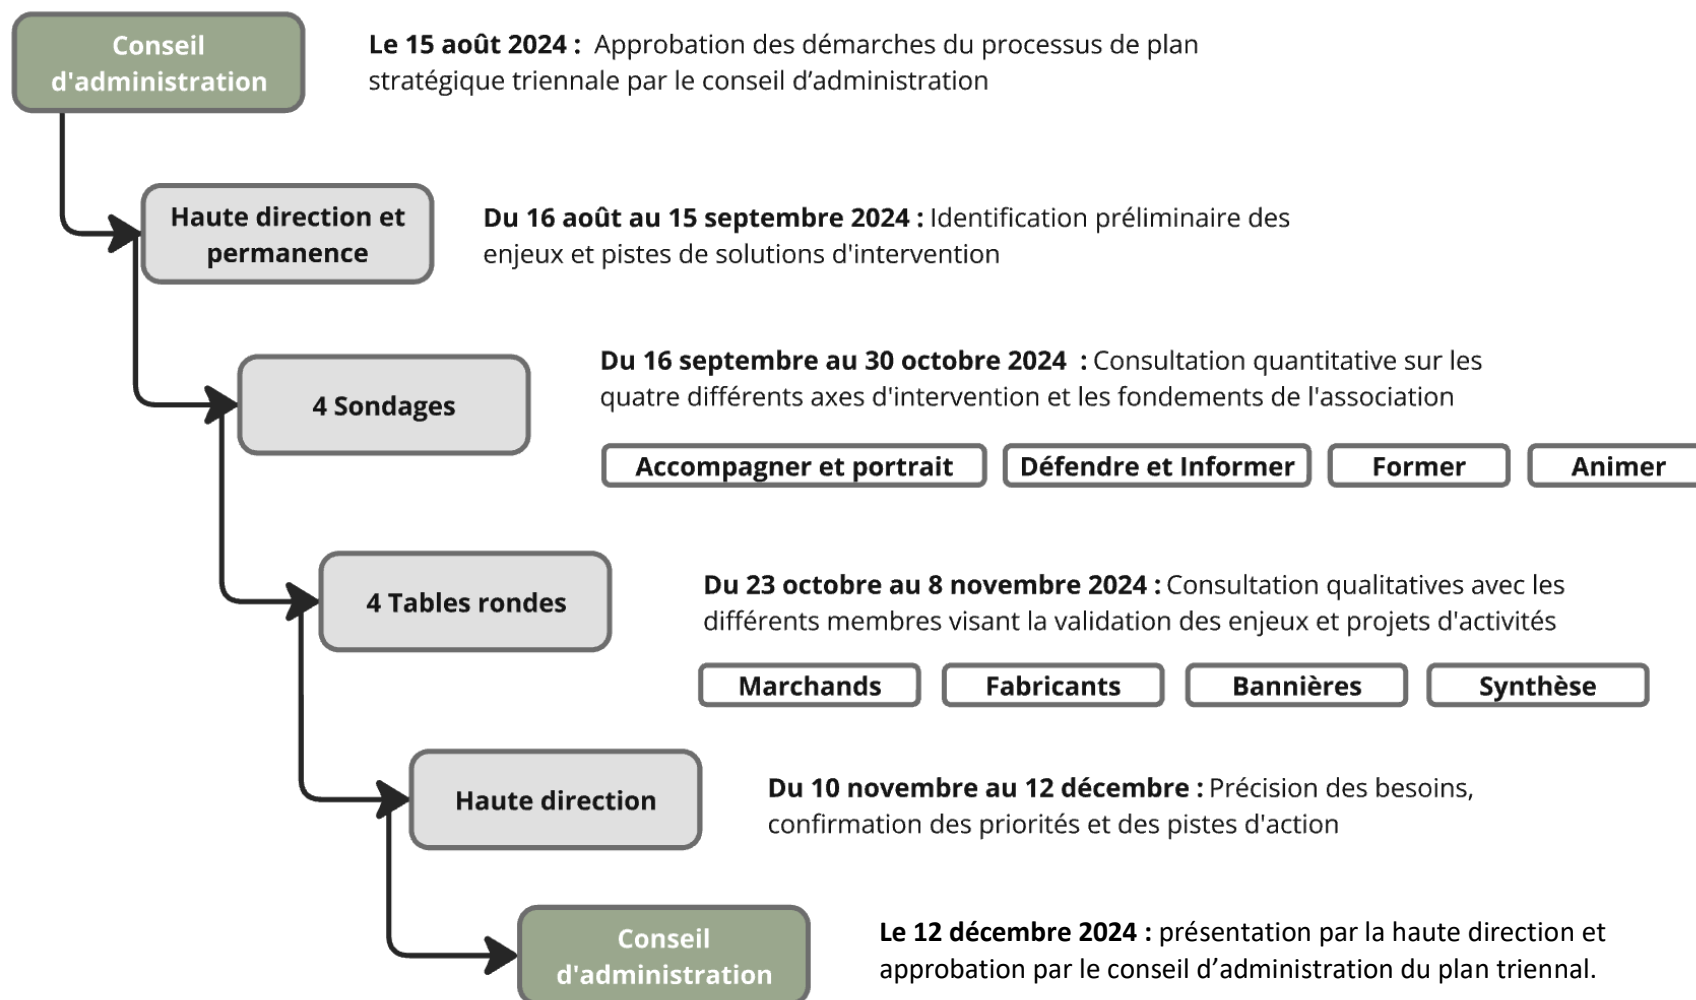 Conseil
d'administration
Le 15 août 2024 : Approbation des démarches du processus de plan
stratégique triennale par le conseil d’administration
Haute direction et
permanence
Du 16 août au 15 septembre 2024 : Identification préliminaire des
enjeux et pistes de solutions d'intervention
4 Sondages
Du 16 septembre au 30 octobre 2024 : Consultation quantitative sur les
quatre différents axes d'intervention et les fondements de l'association
Accompagner et portrait
Défendre et Informer
Former
Animer
4 Tables rondes
Du 23 octobre au 8 novembre 2024 : Consultation qualitatives avec les
différents membres visant la validation des enjeux et projets d'activités
Marchands
Fabricants
Bannières
Synthèse
Haute direction
Du 10 novembre au 12 décembre : Précision des besoins,
confirmation des priorités et des pistes d'action
Conseil
d'administration
Le 12 décembre 2024 : présentation par la haute direction et
approbation par le conseil d’administration du plan triennal.